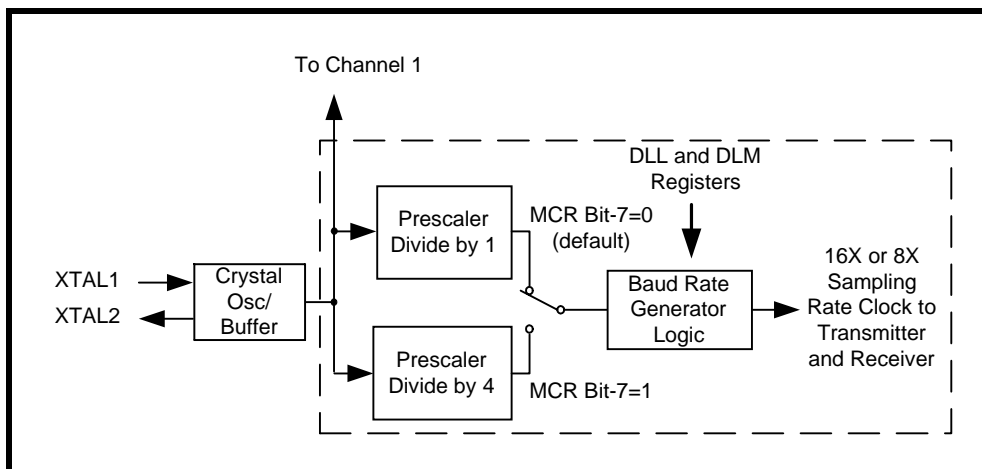 To Channel 1
DLL and DLM
Registers
Prescaler
Divide by 1
MCR Bit-7=0
(default)
XTAL1
XTAL2
Crystal
Osc/
Buffer
Baud Rate
Generator
Logic
16X or 8X
Sampling
Rate Clock to
Transmitter
and Receiver
Prescaler
Divide by 4
MCR Bit-7=1